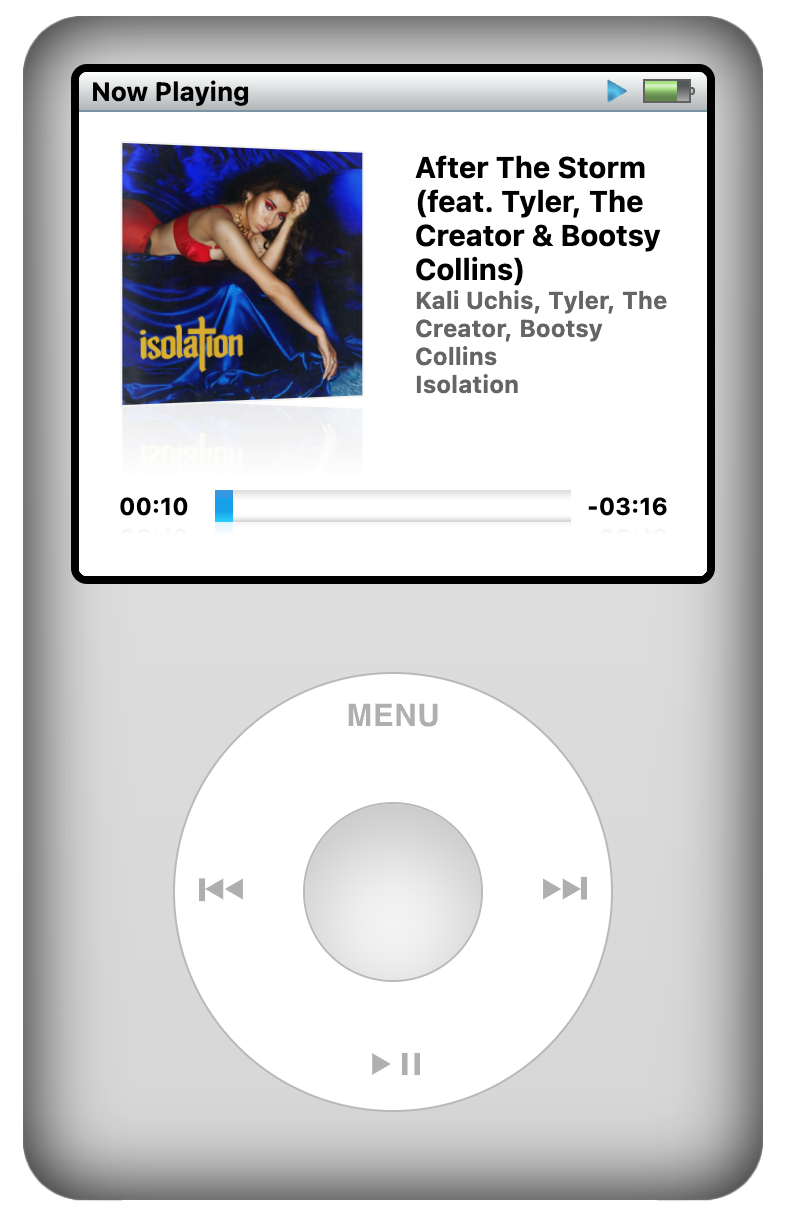 Now Playing
After The Storm
(feat. Tyler, The
Creator & Bootsy
Collins)
Kali Uchis, Tyler, The
Creator, Bootsy
Collins
Isolation
isolation
00:10
-03:16
MENU